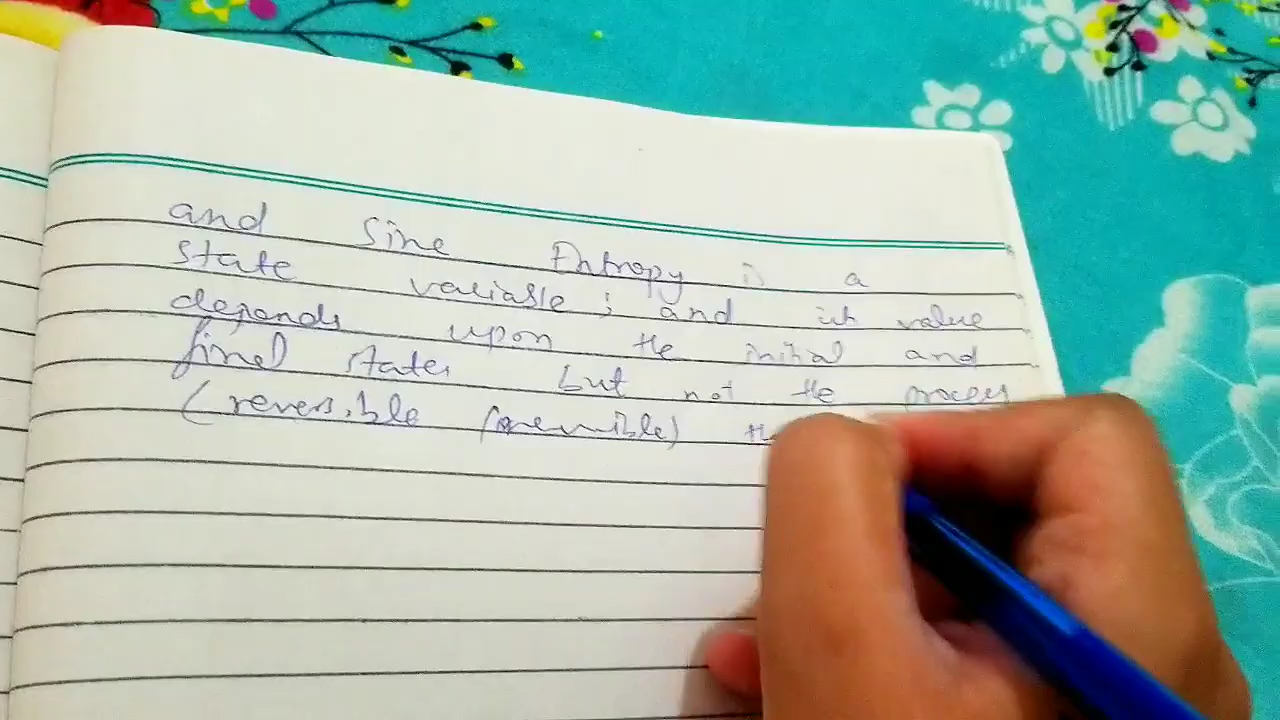 and Sine Entropy is a
state variable ; and its value
depends upon the initial and
final states but not the process
(reversible